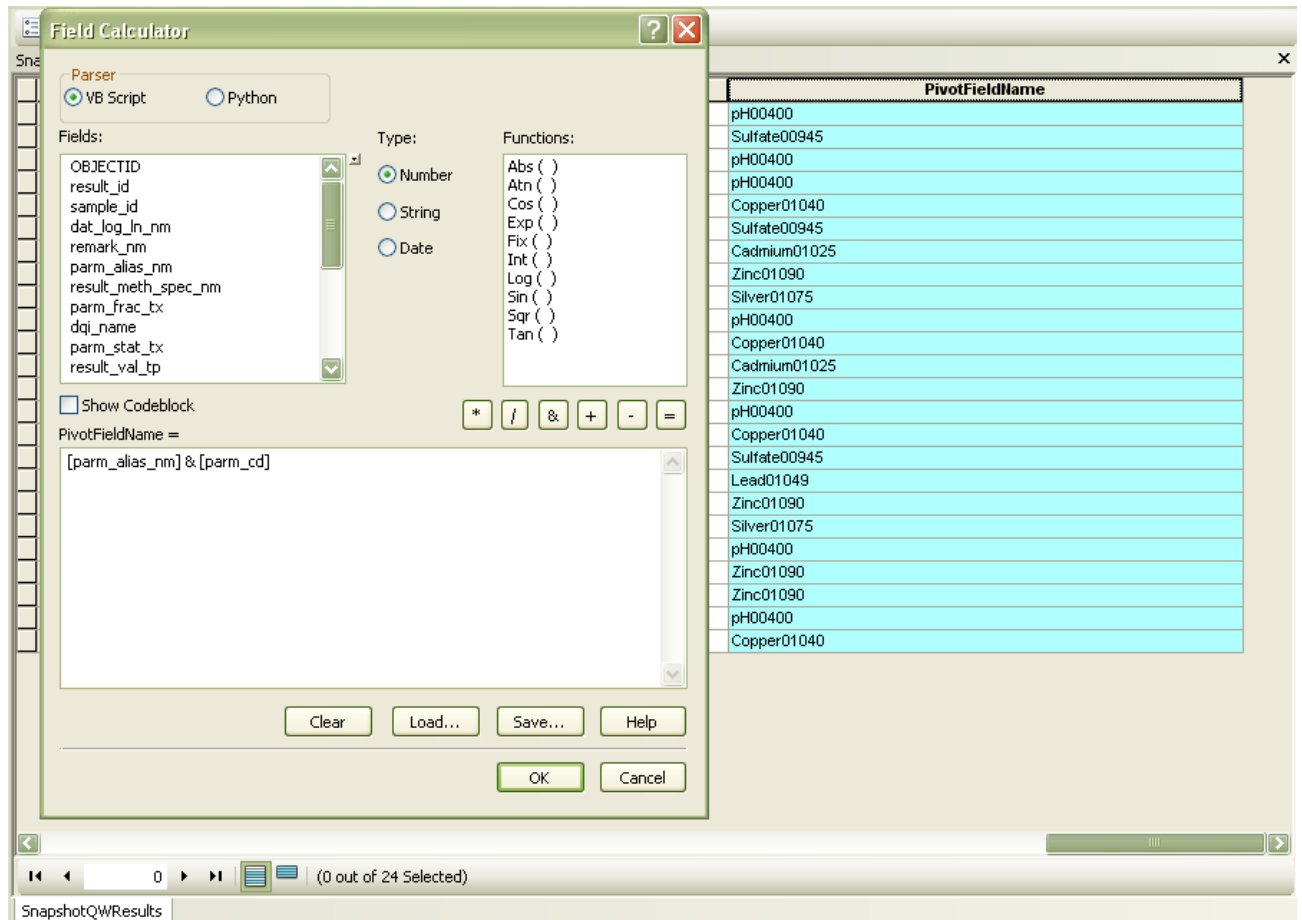 Field Calculator
Sna
Parser
VB Script Python
Fields:
OBJECTID
result_id
sample_id
dat_log_ln_nm
remark_nm
parm_alias_nm
result_meth_spec_nm
parm_frac_tx
dqi_name
parm_stat_tx
result_val_tp
Type:
Number
String
Date
Functions:
Abs ( )
Atn ( )
Cos ( )
Exp ( )
Fix ( )
Int ( )
Log ( )
Sin ( )
Sqr ( )
Tan ( )
Show Codeblock
* / & + - =
PivotFieldName =
[parm_alias_nm] & [parm_cd]
Clear Load... Save... Help
OK Cancel
PivotFieldName
pH00400
Sulfate00945
pH00400
pH00400
Copper01040
Sulfate00945
Cadmium01025
Zinc01090
Silver01075
pH00400
Copper01040
Cadmium01025
Zinc01090
pH00400
Copper01040
Sulfate00945
Lead01049
Zinc01090
Silver01075
pH00400
Zinc01090
Zinc01090
pH00400
Copper01040
0 (0 out of 24 Selected)
SnapshotQWResults